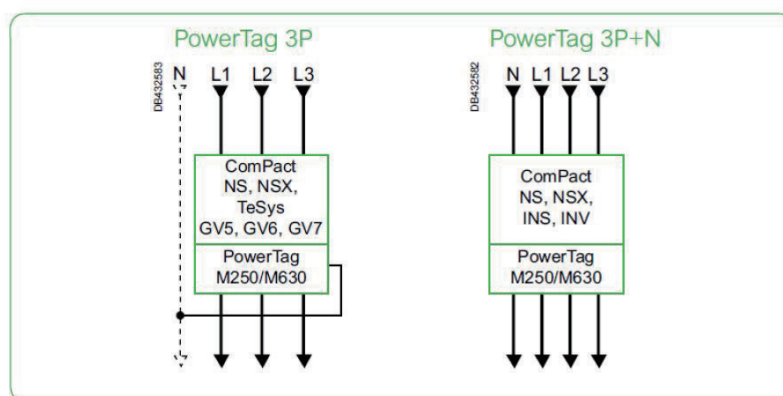 PowerTag 3P
DB432583
N L1 L2 L3
ComPact
NS, NSX,
TeSys
GV5, GV6, GV7
PowerTag
M250/M630
PowerTag 3P+N
DB432582
N L1 L2 L3
ComPact
NS, NSX,
INS, INV
PowerTag
M250/M630